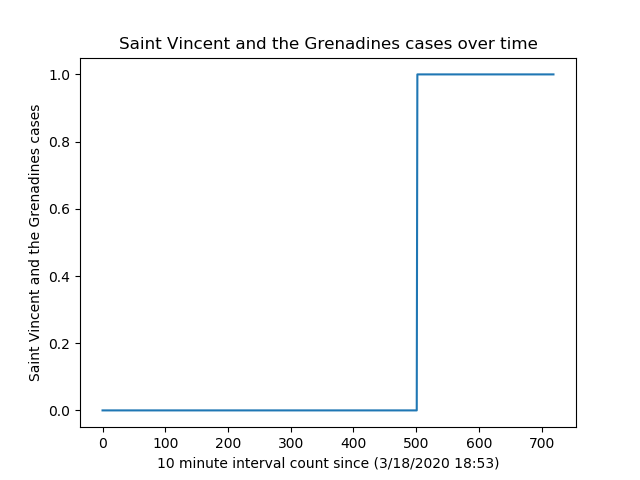 Saint Vincent and the Grenadines cases over time
Saint Vincent and the Grenadines cases
1.0
0.8
0.6
0.4
0.2
0.0
0 100 200 300 400 500 600 700
10 minute interval count since (3/18/2020 18:53)